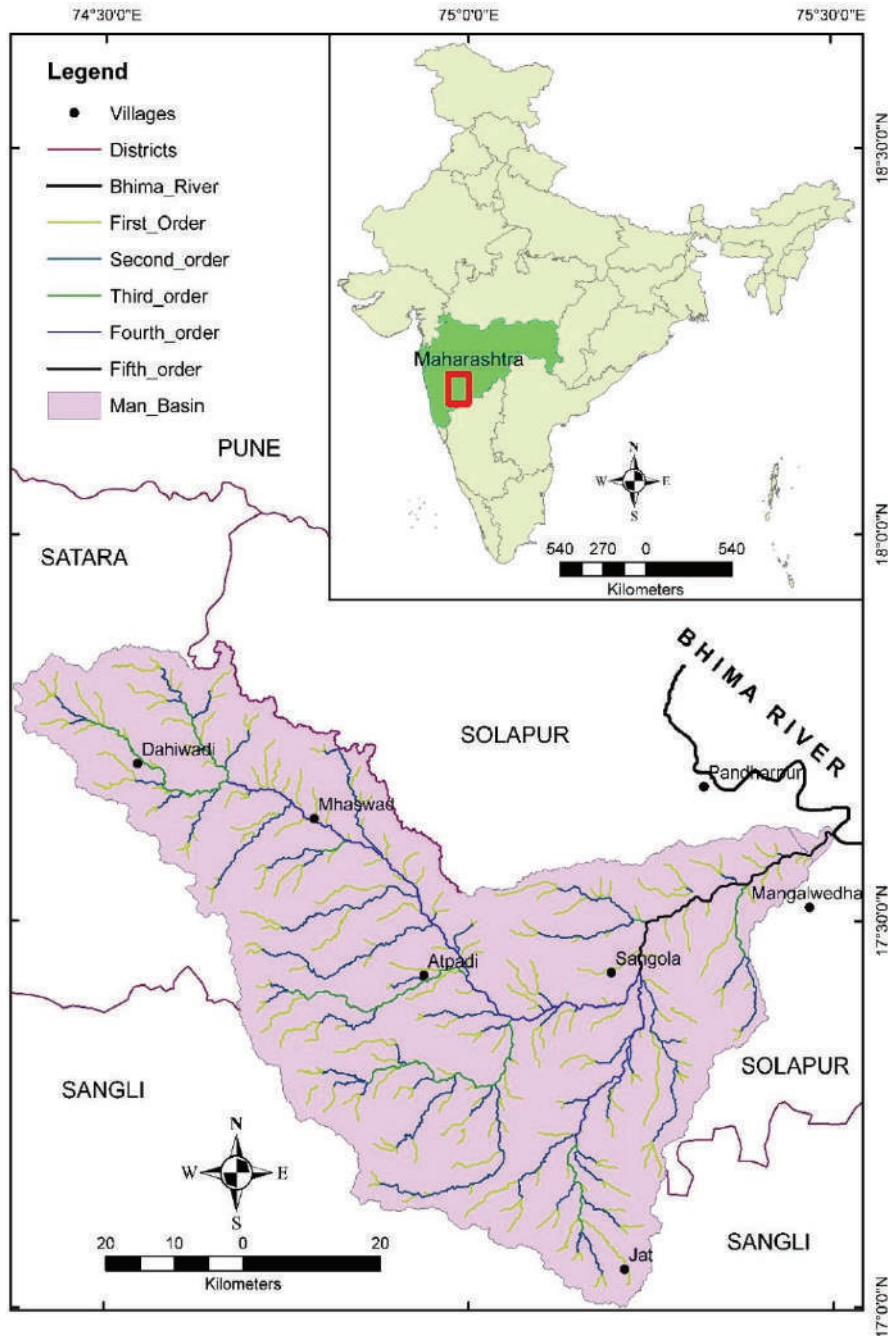 74°30'0"E
75°0'0"E
75°30'0"E
Legend
Villages
Districts
Bhima_River
First_Order
Second_order
Third_order
Fourth_order
Fifth_order
Man_Basin
Maharashtra
N
W E
S
540 270 0 540
Kilometers
18°30'0"N
18°0'0"N
17°30'0"N
17°0'0"N
PUNE
SATARA
BHIMA RIVER
SOLAPUR
Dahiwadi
Pandharpur
Mhaswad
Mangalwedha
Atpadi
Sangola
SOLAPUR
SANGLI
N
W E
S
20 10 0 20
Kilometers
Jat
SANGLI